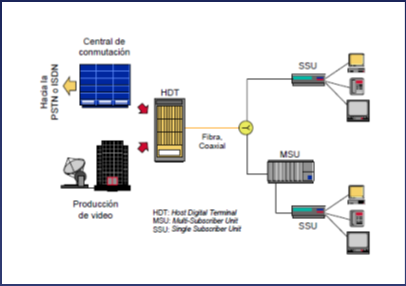 Central de
conmutación
Hacia la
PSTN o ISDN
HDT
SSU
Fibra,
Coaxial
MSU
Producción
de video
SSU
HDT: Host Digital Terminal
MSU: Multi-Subscriber Unit
SSU: Single Subscriber Unit